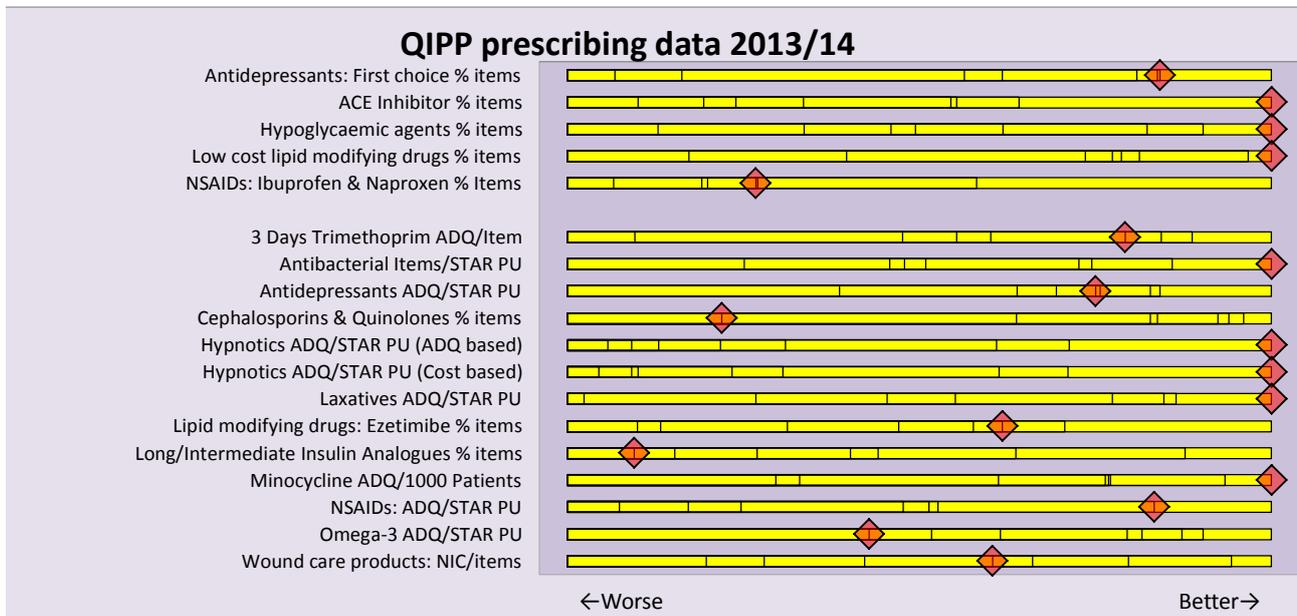 QIPP prescribing data 2013/14
Antidepressants: First choice % items
ACE Inhibitor % items
Hypoglycaemic agents % items
Low cost lipid modifying drugs % items
NSAIDs: Ibuprofen & Naproxen % Items
3 Days Trimethoprim ADQ/Item
Antibacterial Items/STAR PU
Antidepressants ADQ/STAR PU
Cephalosporins & Quinolones % items
Hypnotics ADQ/STAR PU (ADQ based)
Hypnotics ADQ/STAR PU (Cost based)
Laxatives ADQ/STAR PU
Lipid modifying drugs: Ezetimibe % items
Long/Intermediate Insulin Analogues % items
Minocycline ADQ/1000 Patients
NSAIDs: ADQ/STAR PU
Omega-3 ADQ/STAR PU
Wound care products: NIC/items
←Worse Better→